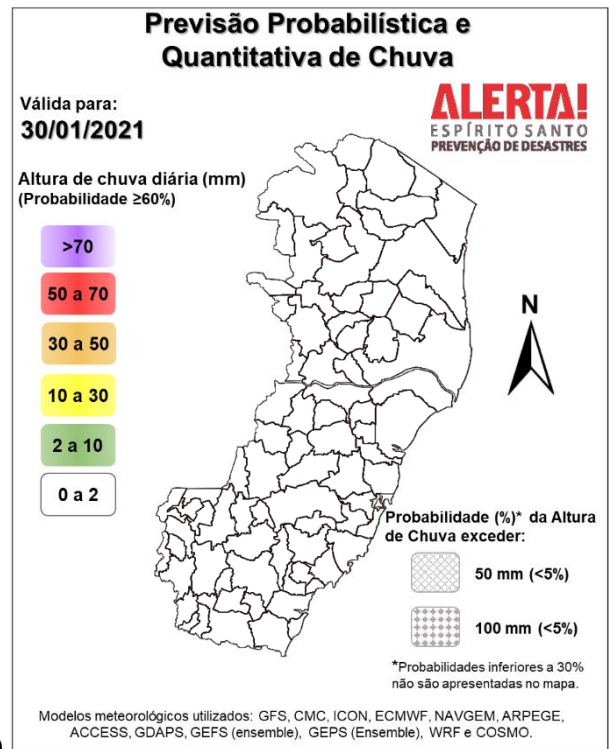 Previsão Probabilística e
Quantitativa de Chuva
Válida para:
30/01/2021
ALERTA!
ESPÍRITO SANTO
PREVENÇÃO DE DESASTRES
Altura de chuva diária (mm)
(Probabilidade ≥60%)
>70
50 a 70
30 a 50
10 a 30
2 a 10
0 a 2
N
Probabilidade (%)* da Altura
de Chuva exceder:
50 mm (<5%)
100 mm (<5%)
*Probabilidades inferiores a 30%
não são apresentadas no mapa.
Modelos meteorológicos utilizados: GFS, CMC, ICON, ECMWF, NAVGEM, ARPEGE,
ACCESS, GDAPS, GEFS (ensemble), GEPS (Ensemble), WRF e COSMO.